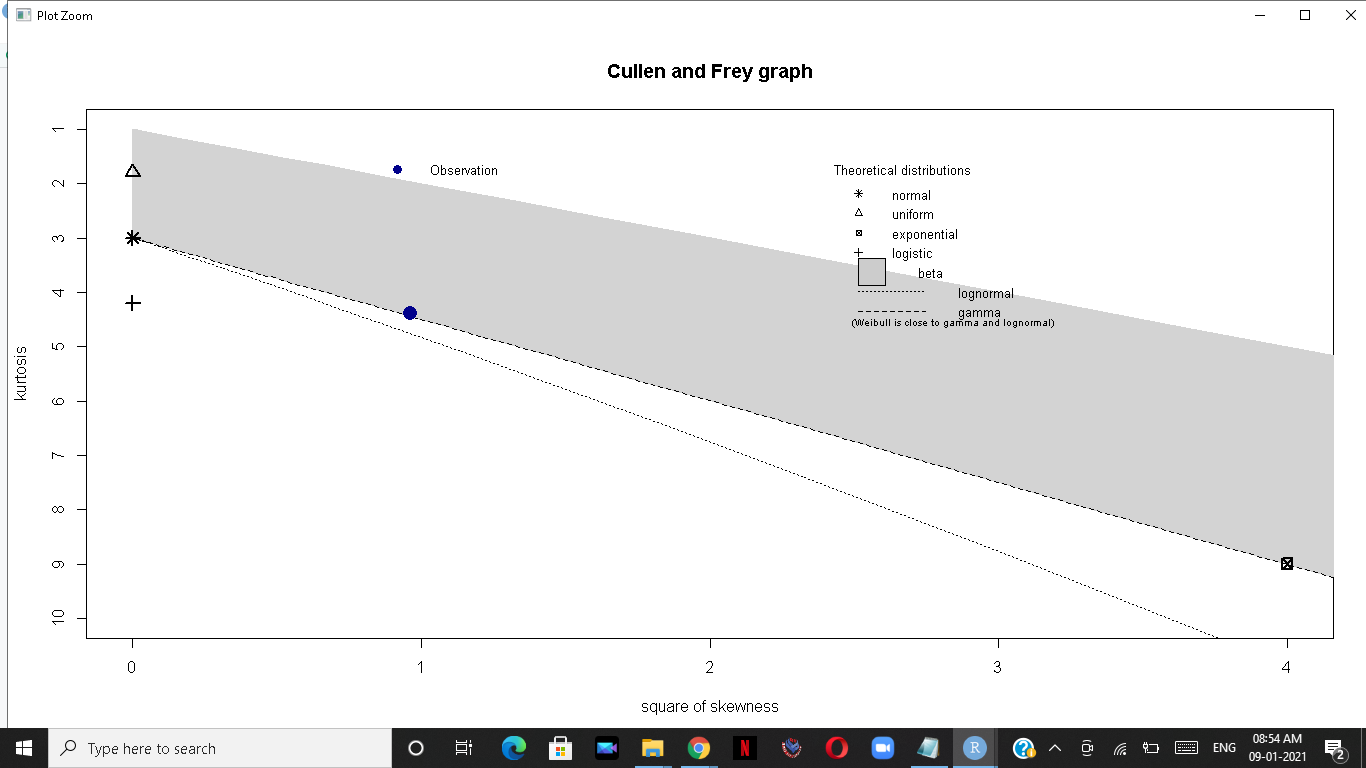 Plot Zoom
Cullen and Frey graph
Observation
Theoretical distributions
normal
uniform
exponential
logistic
beta
lognormal
gamma
(Weibull is close to gamma and lognormal)
kurtosis
1
2
3
4
5
6
7
8
9
10
0 1 2 3 4
square of skewness
Type here to search
N
R
ENG
08:54 AM
09-01-2021
2